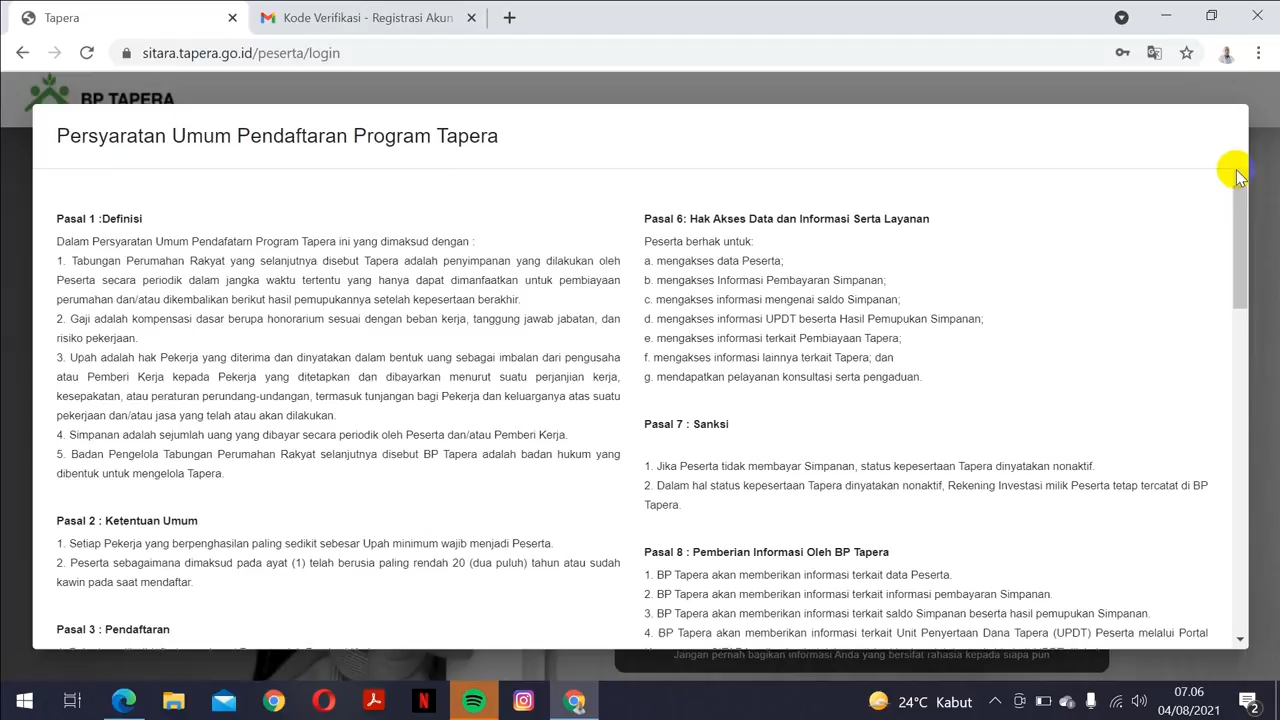 Tapera
Kode Verifikasi - Registrasi Akun
sitara.tapera.go.id/peserta/login
BP TAPERA
Persyaratan Umum Pendaftaran Program Tapera
Pasal 1 :Definisi
Dalam Persyaratan Umum Pendafatarn Program Tapera ini yang dimaksud dengan :
1. Tabungan Perumahan Rakyat yang selanjutnya disebut Tapera adalah penyimpanan yang dilakukan oleh
Peserta secara periodik dalam jangka waktu tertentu yang hanya dapat dimanfaatkan untuk pembiayaan
perumahan dan/atau dikembalikan berikut hasil pemupukannya setelah kepesertaan berakhir.
2. Gaji adalah kompensasi dasar berupa honorarium sesuai dengan beban kerja, tanggung jawab jabatan, dan
risiko pekerjaan.
3. Upah adalah hak Pekerja yang diterima dan dinyatakan dalam bentuk uang sebagai imbalan dari pengusaha
atau Pemberi Kerja kepada Pekerja yang ditetapkan dan dibayarkan menurut suatu perjanjian kerja,
kesepakatan, atau peraturan perundang-undangan, termasuk tunjangan bagi Pekerja dan keluarganya atas suatu
pekerjaan dan/atau jasa yang telah atau akan dilakukan.
4. Simpanan adalah sejumlah uang yang dibayar secara periodik oleh Peserta dan/atau Pemberi Kerja.
5. Badan Pengelola Tabungan Perumahan Rakyat selanjutnya disebut BP Tapera adalah badan hukum yang
dibentuk untuk mengelola Tapera.
Pasal 2 : Ketentuan Umum
1. Setiap Pekerja yang berpenghasilan paling sedikit sebesar Upah minimum wajib menjadi Peserta.
2. Peserta sebagaimana dimaksud pada ayat (1) telah berusia paling rendah 20 (dua puluh) tahun atau sudah
kawin pada saat mendaftar.
Pasal 3 : Pendaftaran
Pasal 6: Hak Akses Data dan Informasi Serta Layanan
Peserta berhak untuk:
a. mengakses data Peserta;
b. mengakses Informasi Pembayaran Simpanan;
c. mengakses informasi mengenai saldo Simpanan;
d. mengakses informasi UPDT beserta Hasil Pemupukan Simpanan;
e. mengakses informasi terkait Pembiayaan Tapera;
f. mengakses informasi lainnya terkait Tapera; dan
g. mendapatkan pelayanan konsultasi serta pengaduan.
Pasal 7 : Sanksi
1. Jika Peserta tidak membayar Simpanan, status kepesertaan Tapera dinyatakan nonaktif.
2. Dalam hal status kepesertaan Tapera dinyatakan nonaktif, Rekening Investasi milik Peserta tetap tercatat di BP
Tapera.
Pasal 8 : Pemberian Informasi Oleh BP Tapera
1. BP Tapera akan memberikan informasi terkait data Peserta.
2. BP Tapera akan memberikan informasi terkait informasi pembayaran Simpanan.
3. BP Tapera akan memberikan informasi terkait saldo Simpanan beserta hasil pemupukan Simpanan.
4. BP Tapera akan memberikan informasi terkait Unit Penyertaan Dana Tapera (UPDT) Peserta melalui Portal
Jangan pernah bagikan informasi Anda yang bersifat rahasia kepada siapa pun
24°C Kabut
07.06
04/08/2021
2